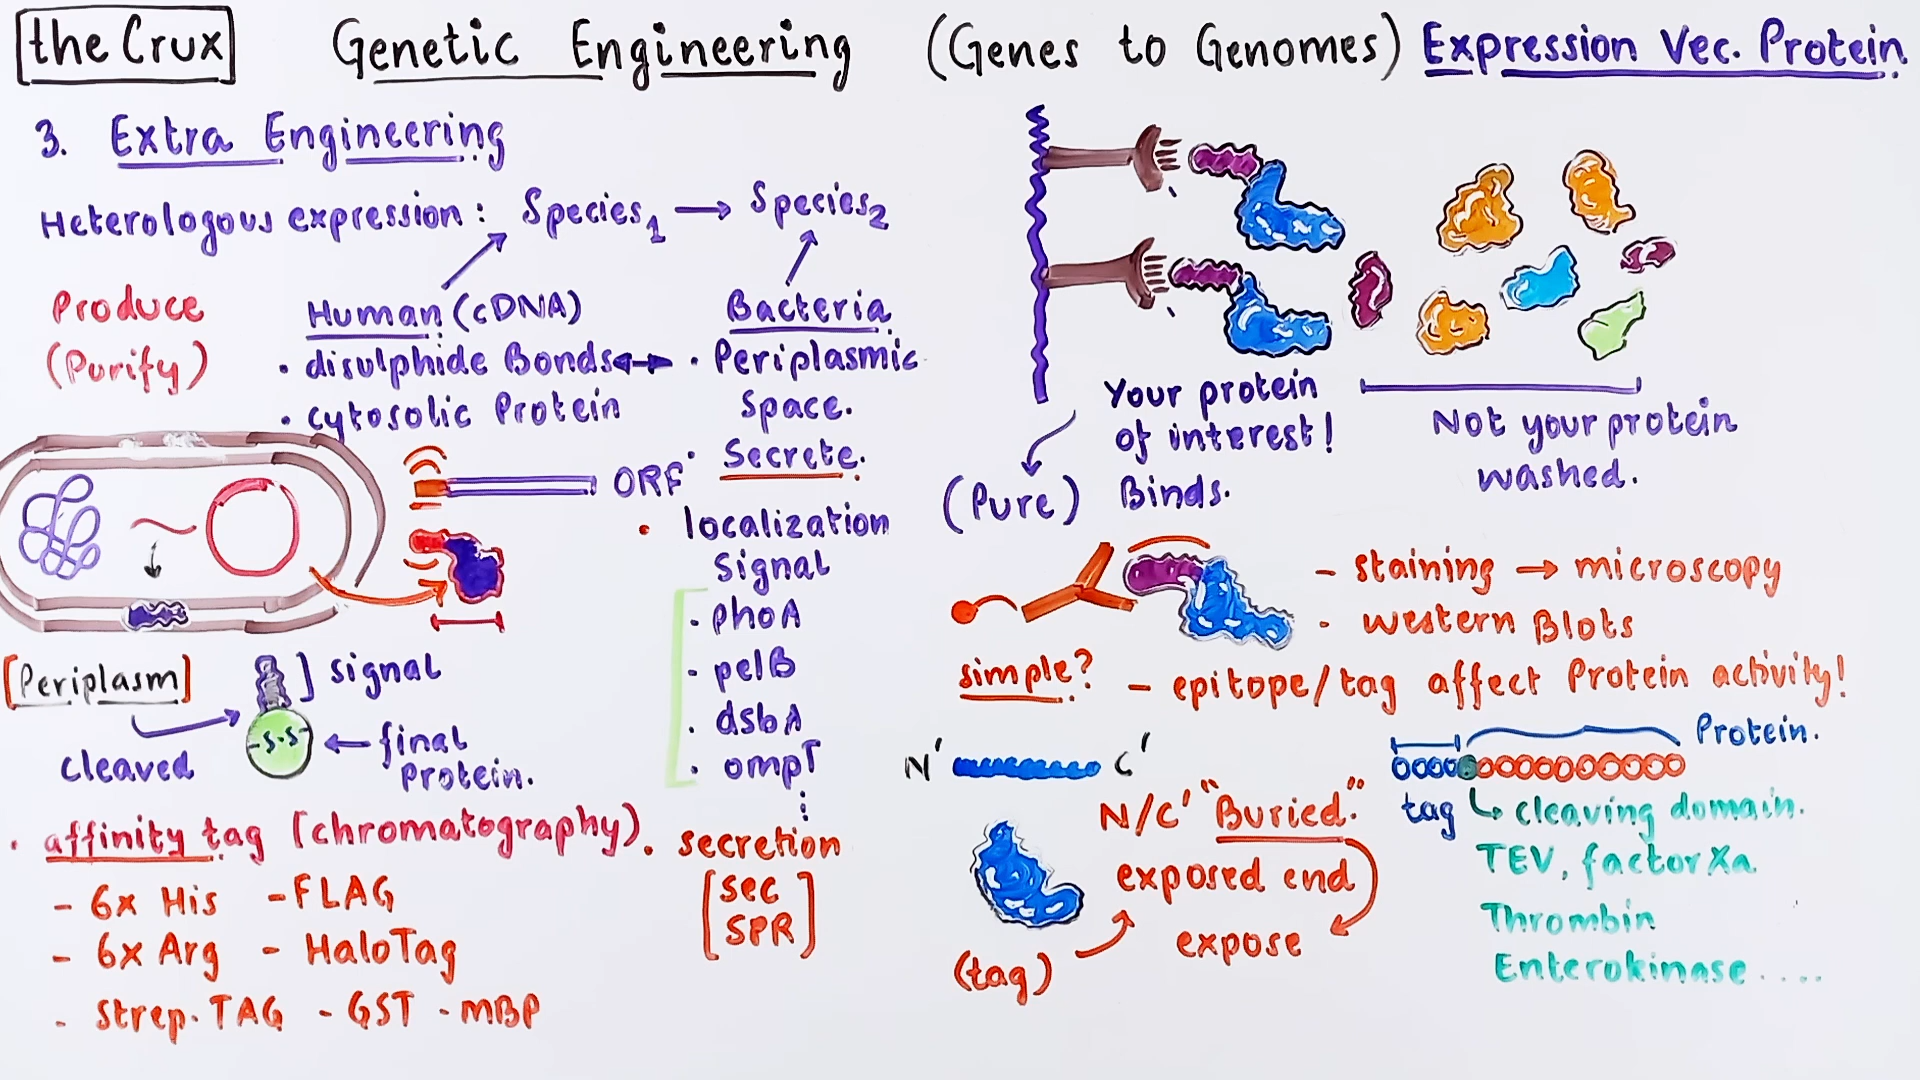 the Crux
Genetic Engineering (Genes to Genomes) Expression Vec. Protein.
3. Extra Engineering
Heterologous expression: Species1 → Species2
Produce
(Purify)
Human (cDNA)
• disulphide Bonds ↔
• cytosolic Protein
Bacteria
• Periplasmic
Space.
• Secrete.
ORF
• localization
Signal
- phoA
- pelB
• dsbA
• ompT
⋮
• secretion
[sec
SPR]
[Periplasm]
cleaved
] signal
-S-S-
← final
Protein.
• affinity tag (chromatography)
- 6x His - FLAG
- 6x Arg - HaloTag
- Strep-TAG - GST - MBP
Your protein
of interest!
Binds.
(Pure)
Not your protein
washed.
- staining → microscopy
- western Blots
simple?
- epitope/tag affect Protein activity!
N' C'
N/C' "Buried"
exposed end
expose
(tag)
Protein.
tag ↳ cleaving domain.
TEV, factor Xa
Thrombin
Enterokinase ....